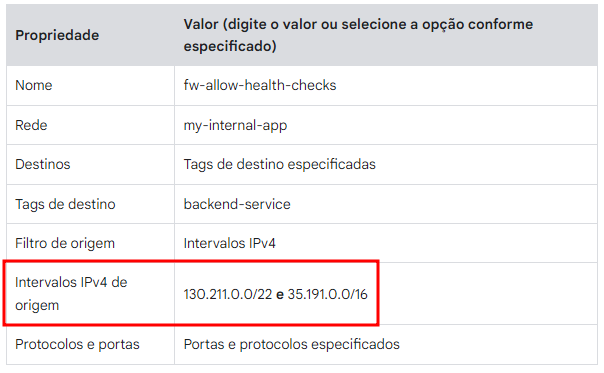 Propriedade
Valor (digite o valor ou selecione a opção conforme
especificado)
Nome
fw-allow-health-checks
Rede
my-internal-app
Destinos
Tags de destino especificadas
Tags de destino
backend-service
Filtro de origem
Intervalos IPv4
Intervalos IPv4 de
origem
130.211.0.0/22 e 35.191.0.0/16
Protocolos e portas
Portas e protocolos especificados